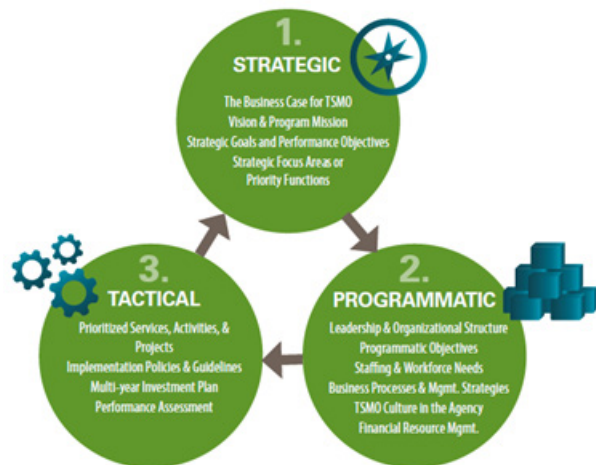 1.
STRATEGIC
The Business Case for TSMO
Vision & Program Mission
Strategic Goals and Performance Objectives
Strategic Focus Areas or
Priority Functions
2.
PROGRAMMATIC
Leadership & Organizational Structure
Programmatic Objectives
Staffing & Workforce Needs
Business Processes & Mgmt. Strategies
TSMO Culture in the Agency
Financial Resource Mgmt.
3.
TACTICAL
Prioritized Services, Activities, &
Projects
Implementation Policies & Guidelines
Multi-year Investment Plan
Performance Assessment